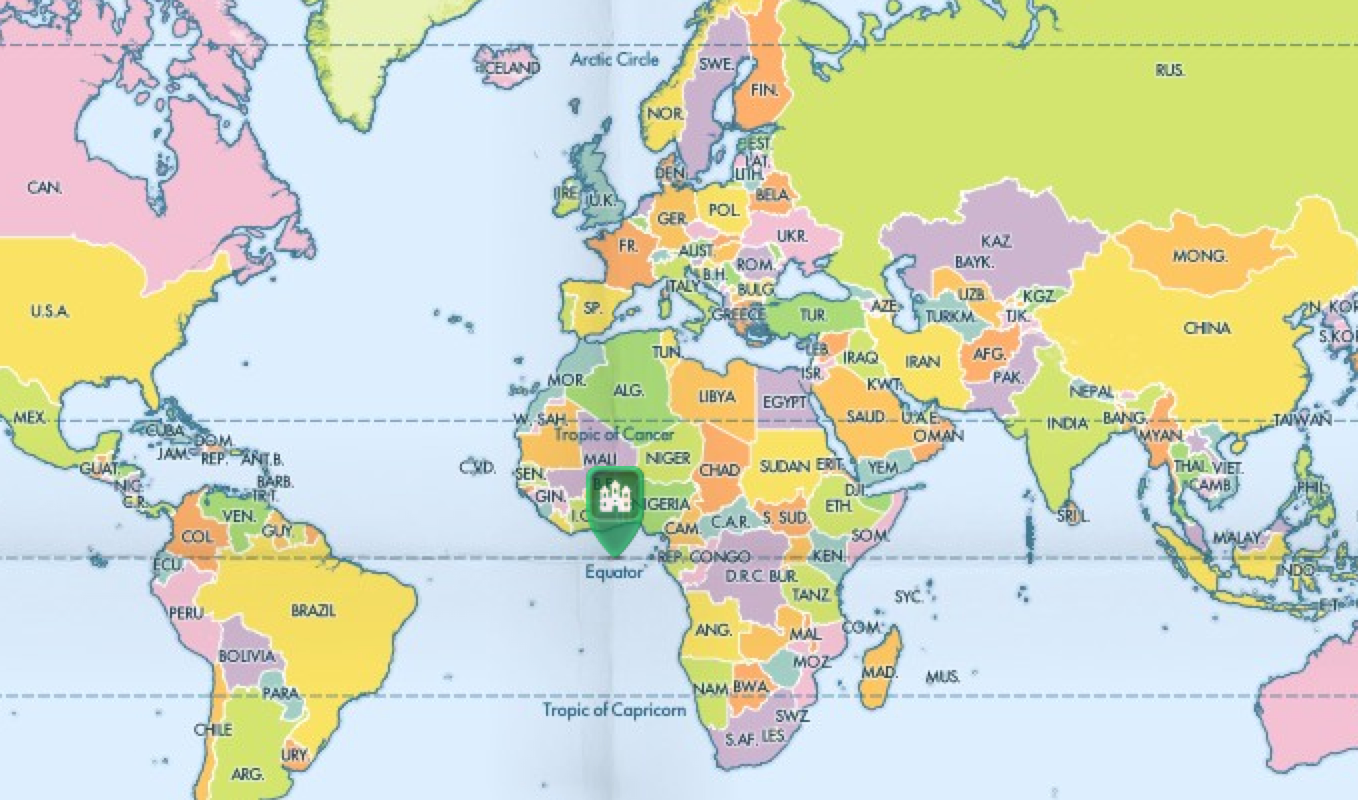 Arctic Circle
ICELAND
SWE.
FIN.
RUS.
NOR.
EST.
LAT.
LITH.
DEN.
CAN.
IRE.
U.K.
BELA.
POL.
GER.
FR.
UKR.
AUST.
KAZ.
BAYK.
MONG.
ROM.
B.H.
ITALY
BULG.
UZB.
KGZ.
U.S.A.
SP.
GREECE
TUR.
AZE.
TURKM.
TJK.
N. KOR
S.KOR
CHINA
TUN.
LEB.
IRAQ
IRAN
AFG.
ISR.
PAK.
MOR.
ALG.
LIBYA
EGYPT
KWT.
NEPAL
MEX.
W. SAH.
SAUD.
U.A.E.
OMAN
INDIA
BANG.
TAIWAN
CUBA
Tropic of Cancer
MYAN.
DOM.
REP.
JAM.
ANT.B.
GUAT.
C.VD.
SEN.
MALI
NIGER
CHAD
SUDAN
ERIT.
YEM.
THAI.
VIET.
NIC.
BARB.
TR.T.
CAMB.
PHIL.
C.R.
GIN.
NIGERIA
DJI.
ETH.
VEN.
GUY.
C.A.R.
S. SUD.
SRI L.
COL.
CAM.
SOM.
MALAY.
REP. CONGO
KEN.
ECU.
Equator
D.R.C.
BUR.
INDO.
TANZ.
SYC.
E.T.
PERU
BRAZIL
ANG.
MAL.
COM.
BOLIVIA
MOZ.
MAD.
MUS.
PARA.
NAM.
BWA.
Tropic of Capricorn
SWZ.
CHILE
S.AF.
LES.
URY.
ARG.